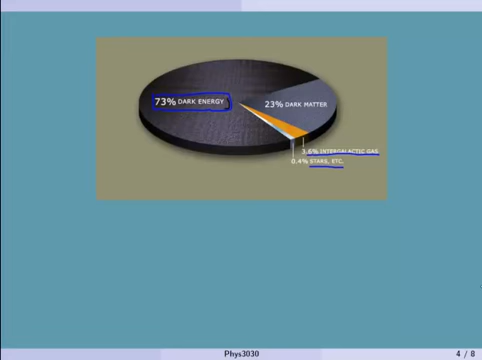 73% DARK ENERGY
23% DARK MATTER
3.6% INTERGALACTIC GAS
0.4% STARS, ETC.
Phys3030
4 / 8